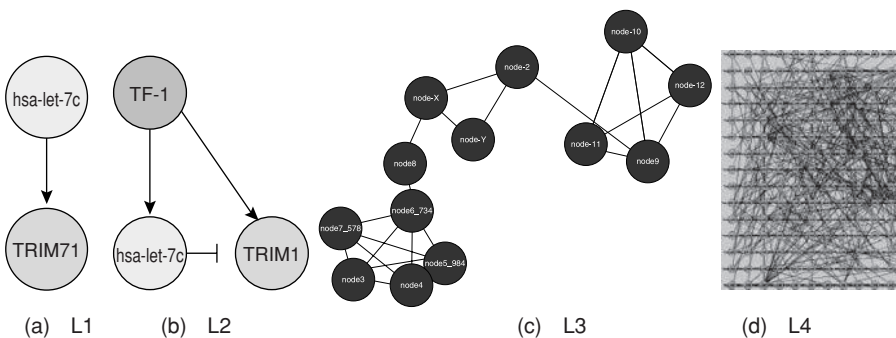 hsa-let-7c
TRIM71
TF-1
hsa-let-7c
TRIM1
node-10
node-2
node-12
node-X
node-Y
node-11
node9
node8
node6_734
node7_578
node5_984
node3
node4
(a) L1
(b) L2
(c) L3
(d) L4